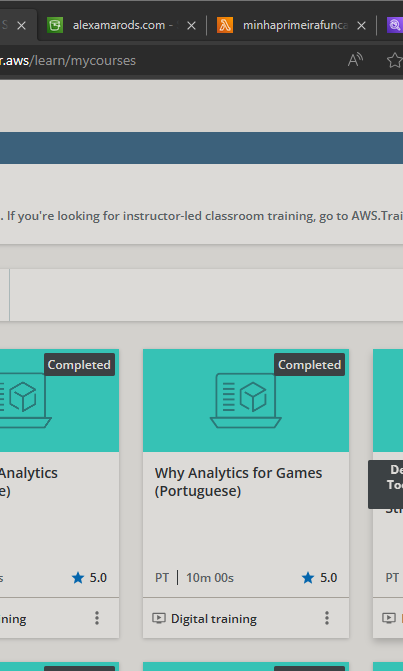 alexamarods.com -
minhaprimeirafunca
r.aws/learn/mycourses
. If you're looking for instructor-led classroom training, go to AWS.Trai
Completed
Completed
Analytics
e)
Why Analytics for Games
(Portuguese)
De
Too
s
5.0
PT | 10m 00s
5.0
PT
ning
Digital training